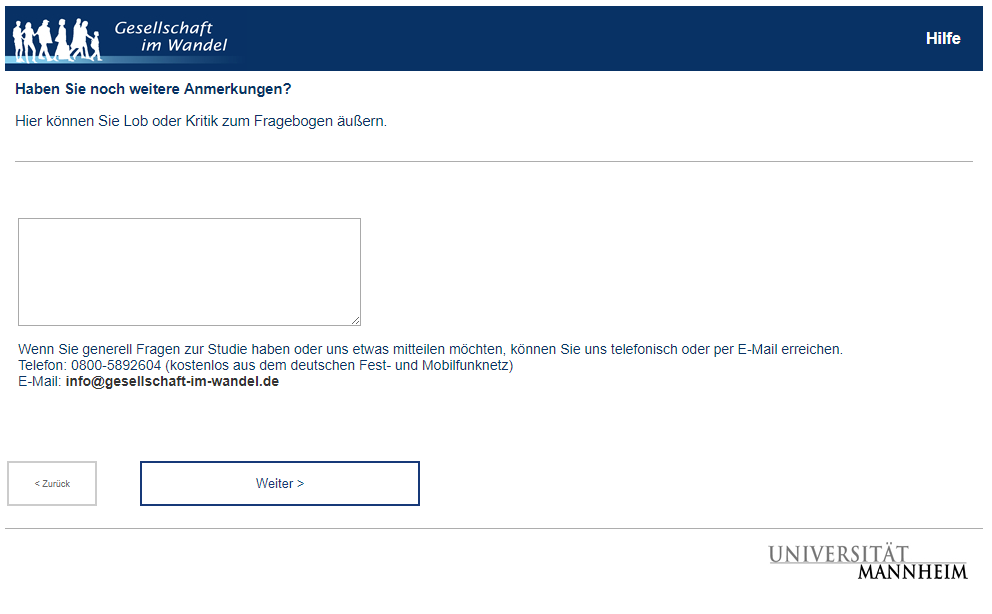 Gesellschaft
im Wandel
Hilfe
Haben Sie noch weitere Anmerkungen?
Hier können Sie Lob oder Kritik zum Fragebogen äußern.
Wenn Sie generell Fragen zur Studie haben oder uns etwas mitteilen möchten, können Sie uns telefonisch oder per E-Mail erreichen.
Telefon: 0800-5892604 (kostenlos aus dem deutschen Fest- und Mobilfunknetz)
E-Mail: info@gesellschaft-im-wandel.de
< Zurück
Weiter >
UNIVERSITÄT
MANNHEIM